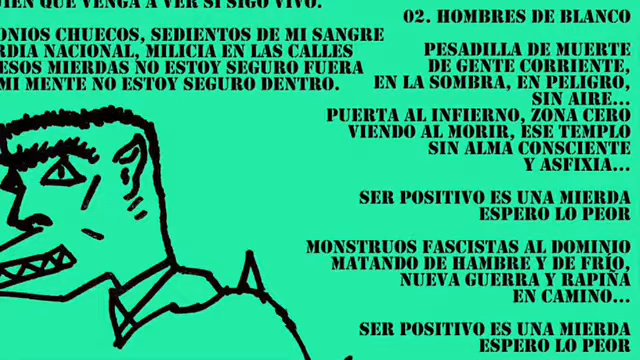 QUE VENGA A VER SI SIGO VIVO.
CHUECOS, SEDIENTOS DE MI SANGRE
NACIONAL, MILICIA EN LAS CALLES
ESOS MIERDAS NO ESTOY SEGURO FUERA
MI MENTE NO ESTOY SEGURO DENTRO.
02. HOMBRES DE BLANCO
PESADILLA DE MUERTE
DE GENTE CORRIENTE,
EN LA SOMBRA, EN PELIGRO,
SIN AIRE...
PUERTA AL INFIERNO, ZONA CERO
VIENDO AL MORIR, ESE TEMPLO
SIN ALMA CONSCIENTE
Y ASFIXIA...
SER POSITIVO ES UNA MIERDA
ESPERO LO PEOR
MONSTRUOS FASCISTAS AL DOMINIO
MATANDO DE HAMBRE Y DE FRÍO,
NUEVA GUERRA Y RAPIÑA
EN CAMINO...
SER POSITIVO ES UNA MIERDA
ESPERO LO PEOR